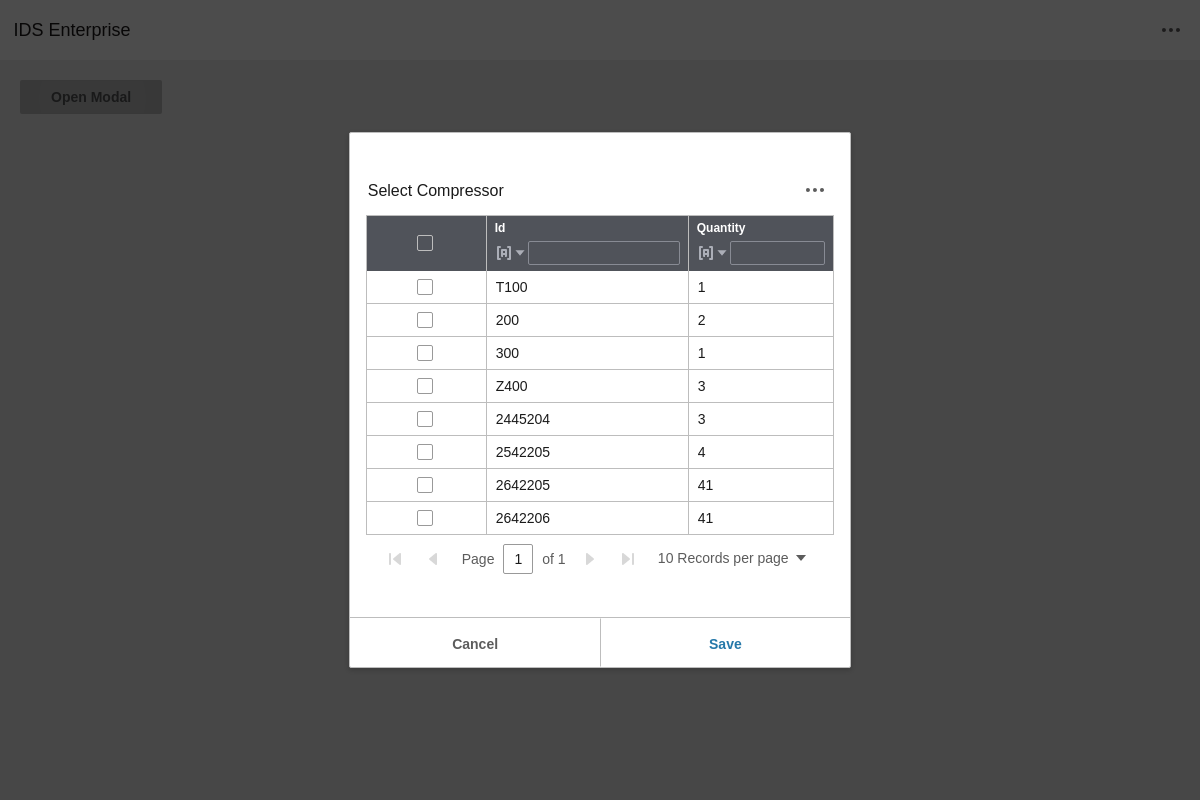 IDS Enterprise
Open Modal
Select Compressor
Id
Quantity
T100 1
200 2
300 1
Z400 3
2445204 3
2542205 4
2642205 41
2642206 41
Page 1 of 1 10 Records per page
Cancel Save